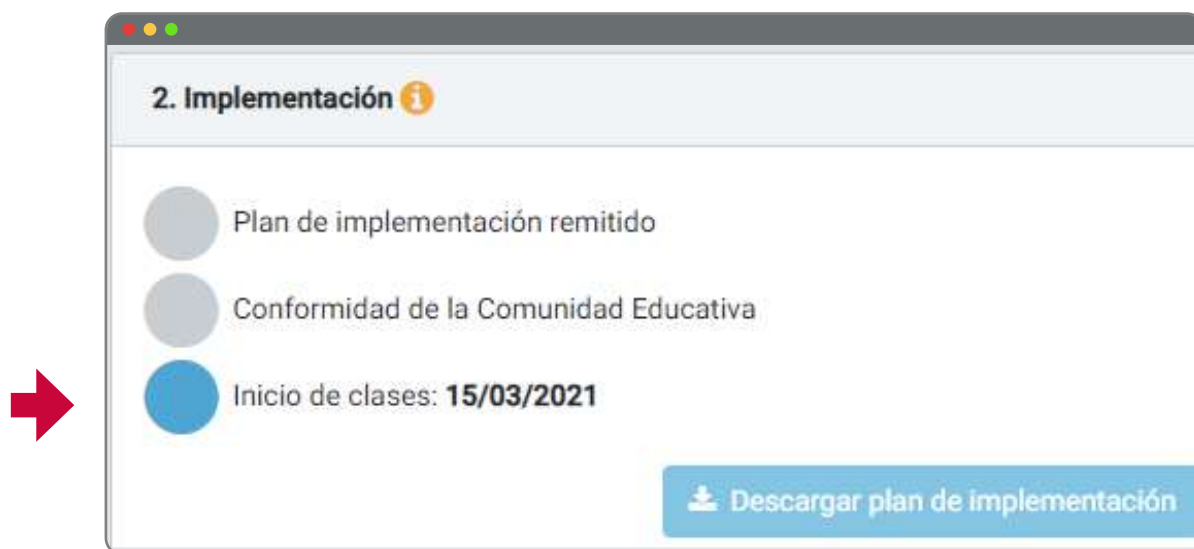 2. Implementación
Plan de implementación remitido
Conformidad de la Comunidad Educativa
Inicio de clases: 15/03/2021
Descargar plan de implementación